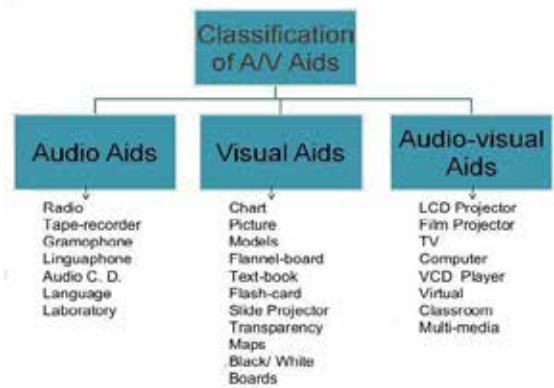 Classification
of A/V Aids
Audio Aids
Radio
Tape-recorder
Gramophone
Linguaphone
Audio C. D.
Language
Laboratory
Visual Aids
Chart
Picture
Models
Flannel-board
Text-book
Flash-card
Slide Projector
Transparency
Maps
Black/ White
Boards
Audio-visual
Aids
LCD Projector
Film Projector
TV
Computer
VCD Player
Virtual
Classroom
Multi-media